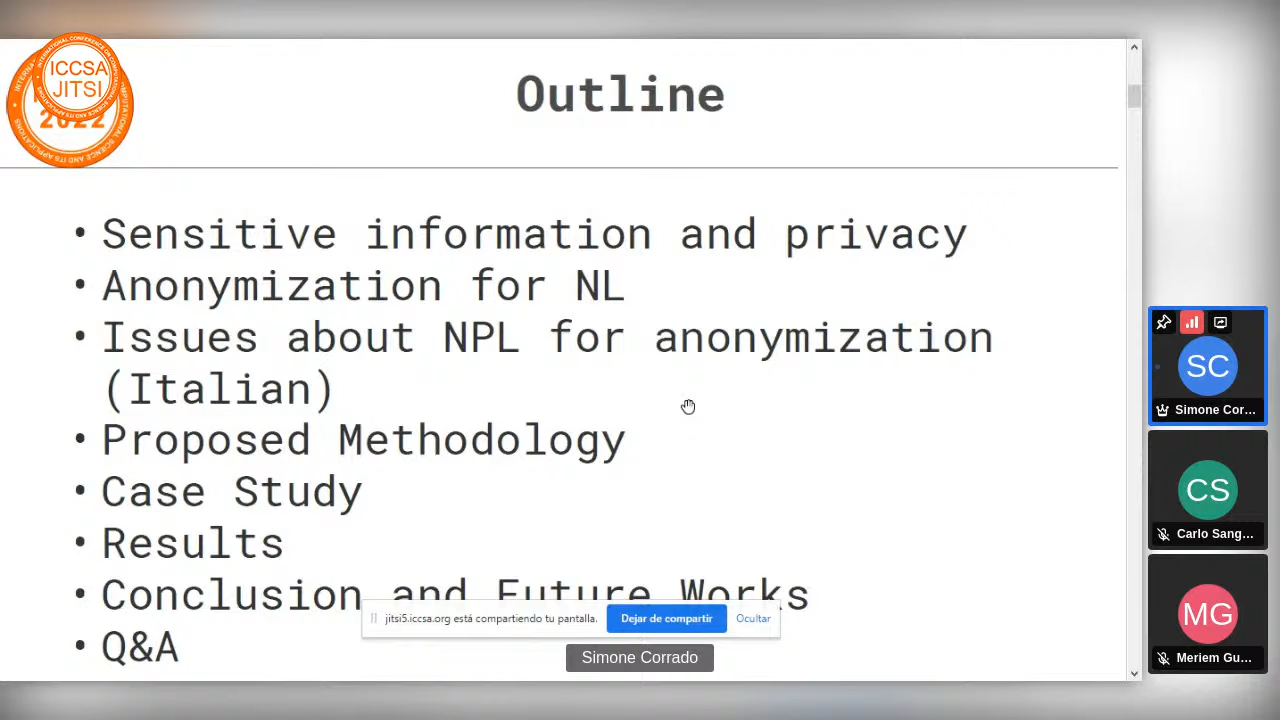 ICCSA
JITSI
2022
Outline
• Sensitive information and privacy
• Anonymization for NL
• Issues about NPL for anonymization
(Italian)
• Proposed Methodology
• Case Study
• Results
• Conclusion and Future Works
• Q&A
jitsi5.iccsa.org está compartiendo tu pantalla.
Dejar de compartir
Ocultar
Simone Corrado
SC
Simone Cor...
CS
Carlo Sang...
MG
Meriem Gu...